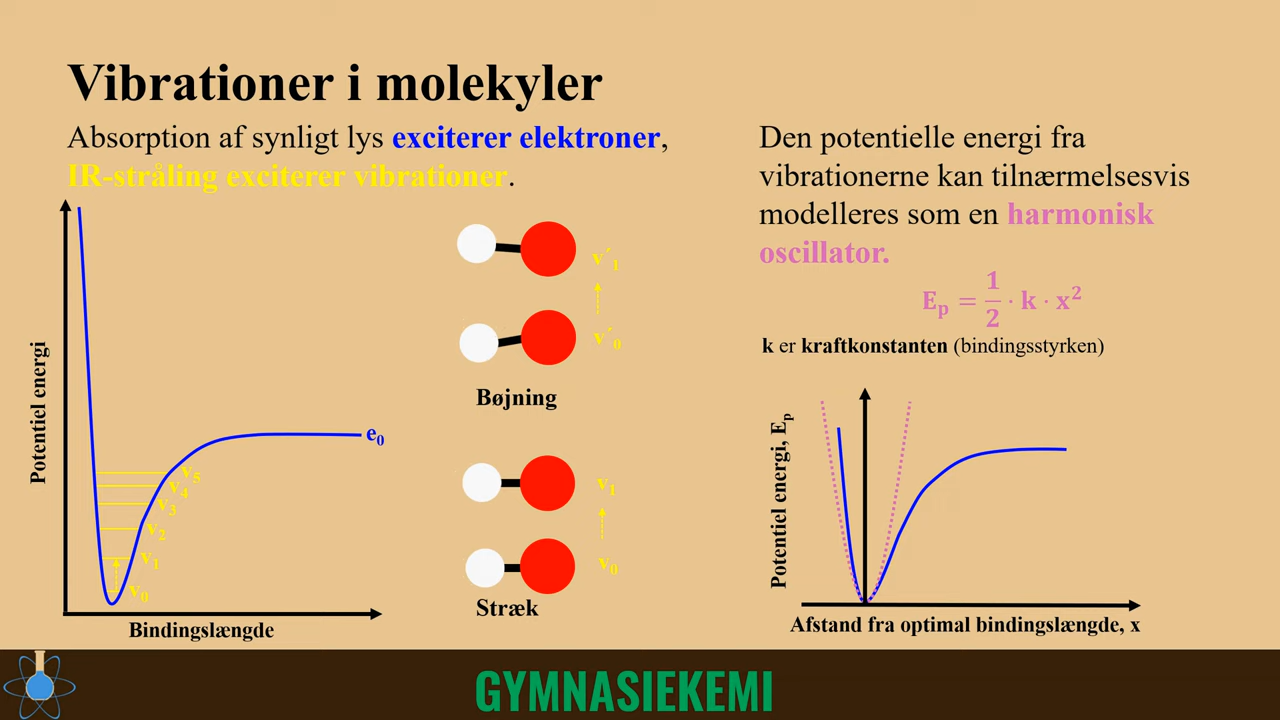 Vibrationer i molekyler
Absorption af synligt lys exciterer elektroner,
IR-stråling exciterer vibrationer.
Potentiel energi
e₀
v₅
v₄
v₃
v₂
v₁
v₀
Bindingslængde
v´₁
v´₀
Bøjning
v₁
v₀
Stræk
Den potentielle energi fra
vibrationerne kan tilnærmelsesvis
modelleres som en harmonisk
oscillator.
Eₚ = 1/2 · k · x²
k er kraftkonstanten (bindingsstyrken)
Potentiel energi, Eₚ
Afstand fra optimal bindingslængde, x
GYMNASIEKEMI